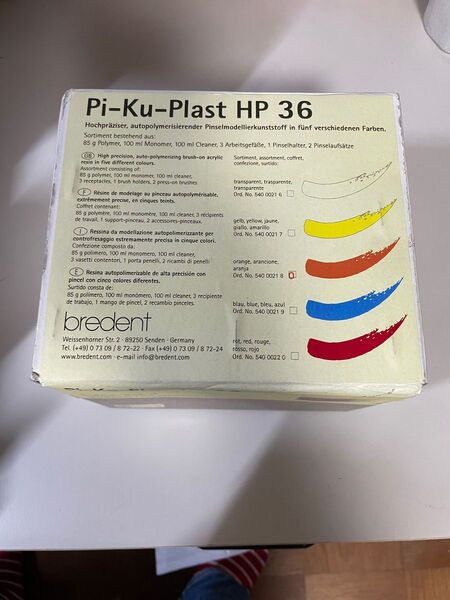 Pi-Ku-Plast HP 36
Hochpräziser, autopolymerisierender Pinselmodellierkunststoff in fünf verschiedenen Farben.
Sortiment bestehend aus:
85 g Polymer, 100 ml Monomer, 100 ml Cleaner, 3 Arbeitsgefäße, 1 Pinselhalter, 2 Pinselaufsätze
GB High precision, auto-polymerizing brush-on acrylic
resin in five different colours.
Assortment consisting of:
85 g polymer, 100 ml monomer, 100 ml cleaner,
3 receptacles, 1 brush holders, 2 press-on brushes
F Résine de modelage au pinceau autopolymérisable,
extrêmement precise, en cinques teints.
Coffret contenant:
85 g polymère, 100 ml monomère, 100 ml cleaner, 3 récipients
de travail, 1 support-pinceau, 2 accessoires-pinceaux.
I Resina da modellazione autopolimerizzante per
controfresaggio estremamente precisa in cinque colori.
Confezione composto da:
85 g polimero, 100 ml monomero, 100 ml cleaner,
3 vasetti contentori, 1 porta penelli, 2 ricambi di penelli
E Resina autopolimerizable de alta precisión con
pincel con cinco colores diferentes.
Surtido consta de:
85 g polímero, 100 ml monómero, 100 ml cleaner, 3 recipiente
de trabajo, 1 mango de pincel, 2 recambio pinceles.
Sortiment, assortment, coffret,
confezione, surtido:
transparent, trasparente,
transparente
Ord. No. 540 0021 6
gelb, yellow, jaune,
giallo, amarillo
Ord. No. 540 0021 7
orange, arancione,
aranja
Ord. No. 540 0021 8
blau, blue, bleu, azul
Ord. No. 540 0021 9
rot, red, rouge,
rosso, rojo
Ord. No. 540 0022 0
bredent
Weissenhorner Str. 2 · 89250 Senden · Germany
Tel. (+49) 0 73 09 / 8 72-22 · Fax (+49) 0 73 09 / 8 72-24
www.bredent.com · e-mail info@bredent.com